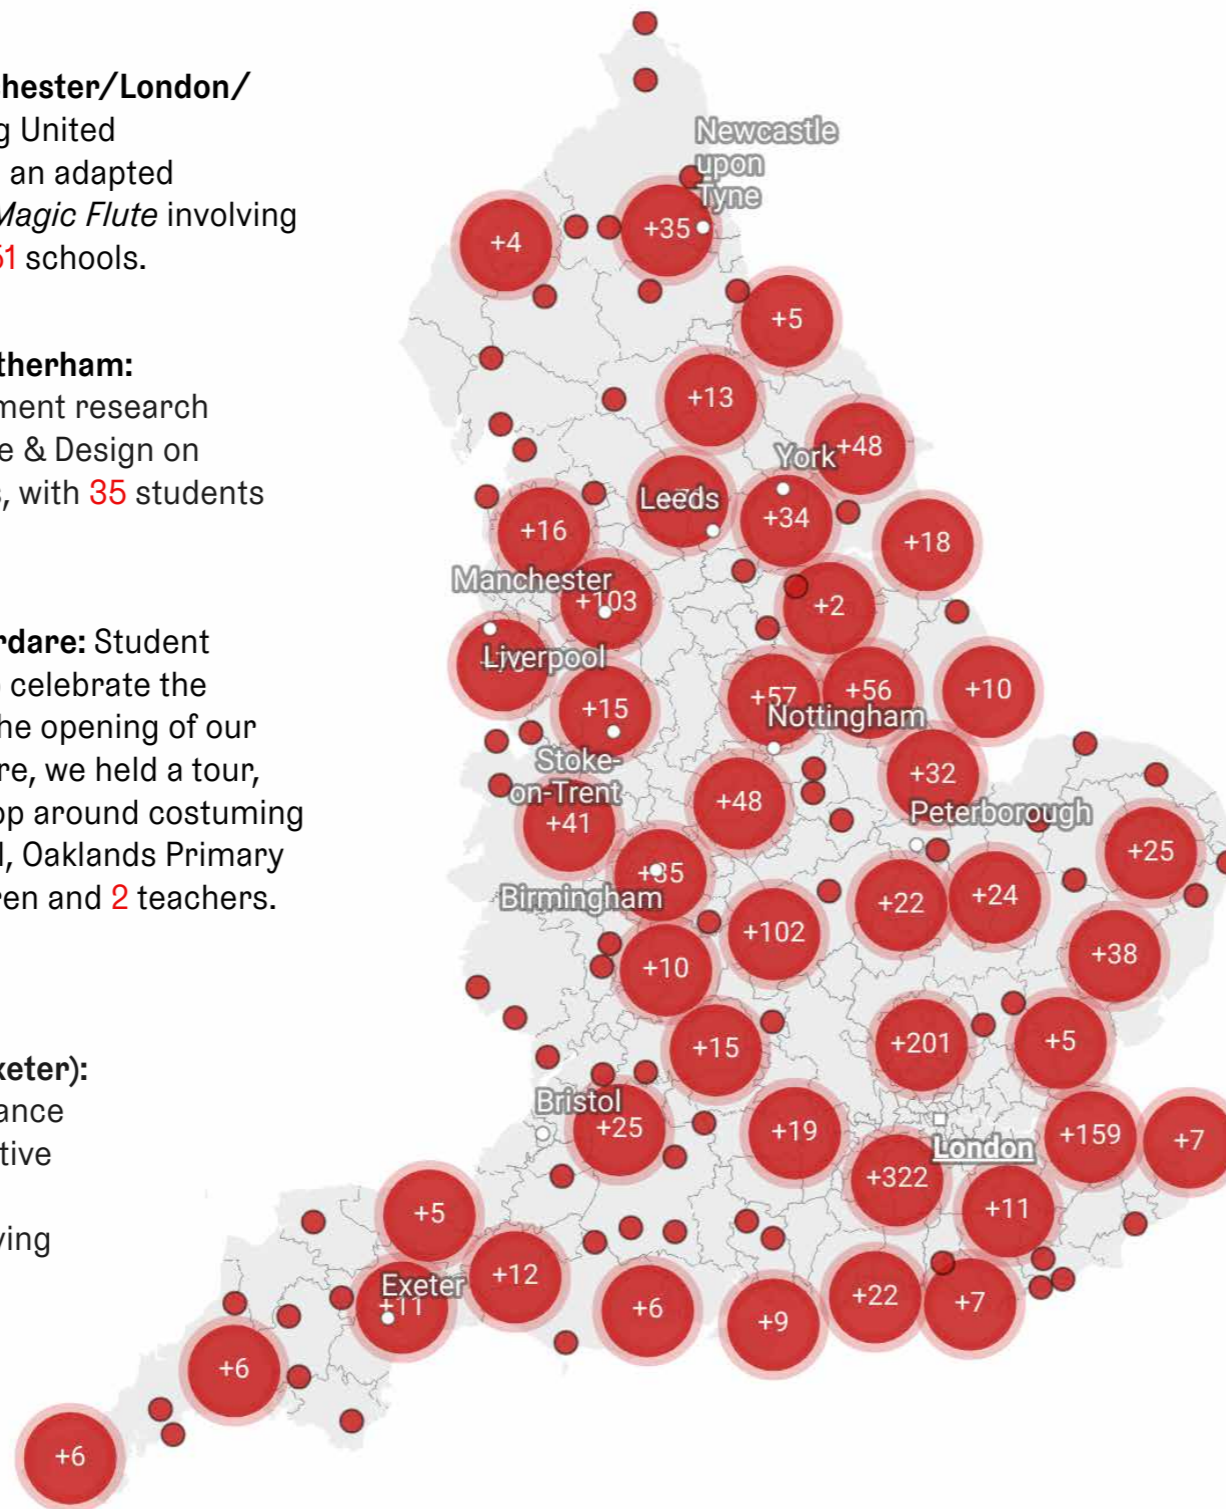 hester/London/
g United
an adapted
Magic Flute involving
51 schools.
therham:
ment research
e & Design on
s, with 35 students
rdare: Student
o celebrate the
he opening of our
re, we held a tour,
op around costuming
l, Oaklands Primary
ren and 2 teachers.
xeter):
ance
tive
ving
Newcastle
upon
Tyne
+4
+35
+5
+13
+48
York
Leeds
+34
+16
+18
Manchester
+103
+2
Liverpool
+15
+57
+56
+10
Nottingham
Stoke-
on-Trent
+32
+48
+41
Peterborough
+25
+35
Birmingham
+22
+24
+102
+38
+10
+15
+201
+5
Bristol
+25
+19
+159
+7
London
+322
+11
+5
+12
Exeter
+11
+6
+9
+22
+7
+6
+6